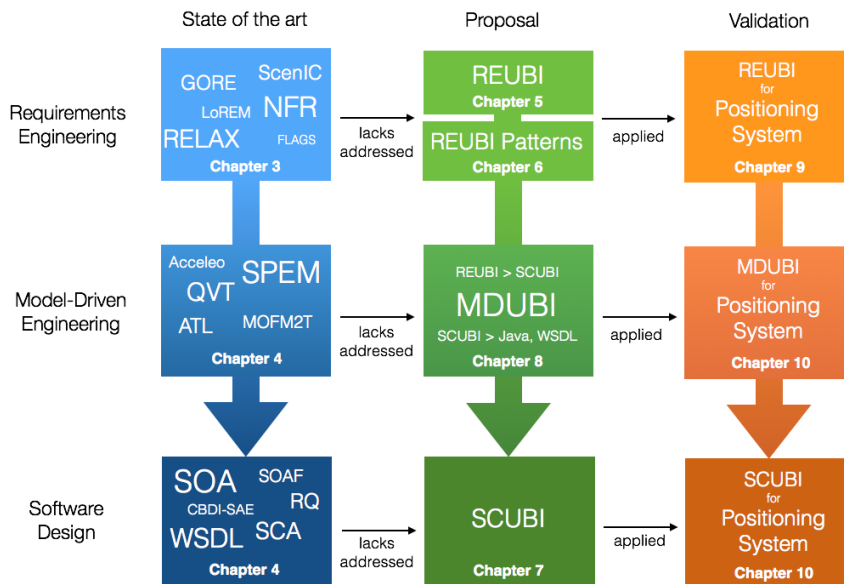 State of the art
Proposal
Validation
Requirements
Engineering
GORE
ScenIC
LoREM
NFR
RELAX
FLAGS
Chapter 3
lacks
addressed
REUBI
Chapter 5
REUBI Patterns
Chapter 6
applied
REUBI
for
Positioning
System
Chapter 9
Model-Driven
Engineering
Acceleo
SPEM
QVT
ATL
MOFM2T
Chapter 4
lacks
addressed
REUBI > SCUBI
MDUBI
SCUBI > Java, WSDL
Chapter 8
applied
MDUBI
for
Positioning
System
Chapter 10
Software
Design
SOA
SOAF
CBDI-SAE
RQ
WSDL
SCA
Chapter 4
lacks
addressed
SCUBI
Chapter 7
applied
SCUBI
for
Positioning
System
Chapter 10